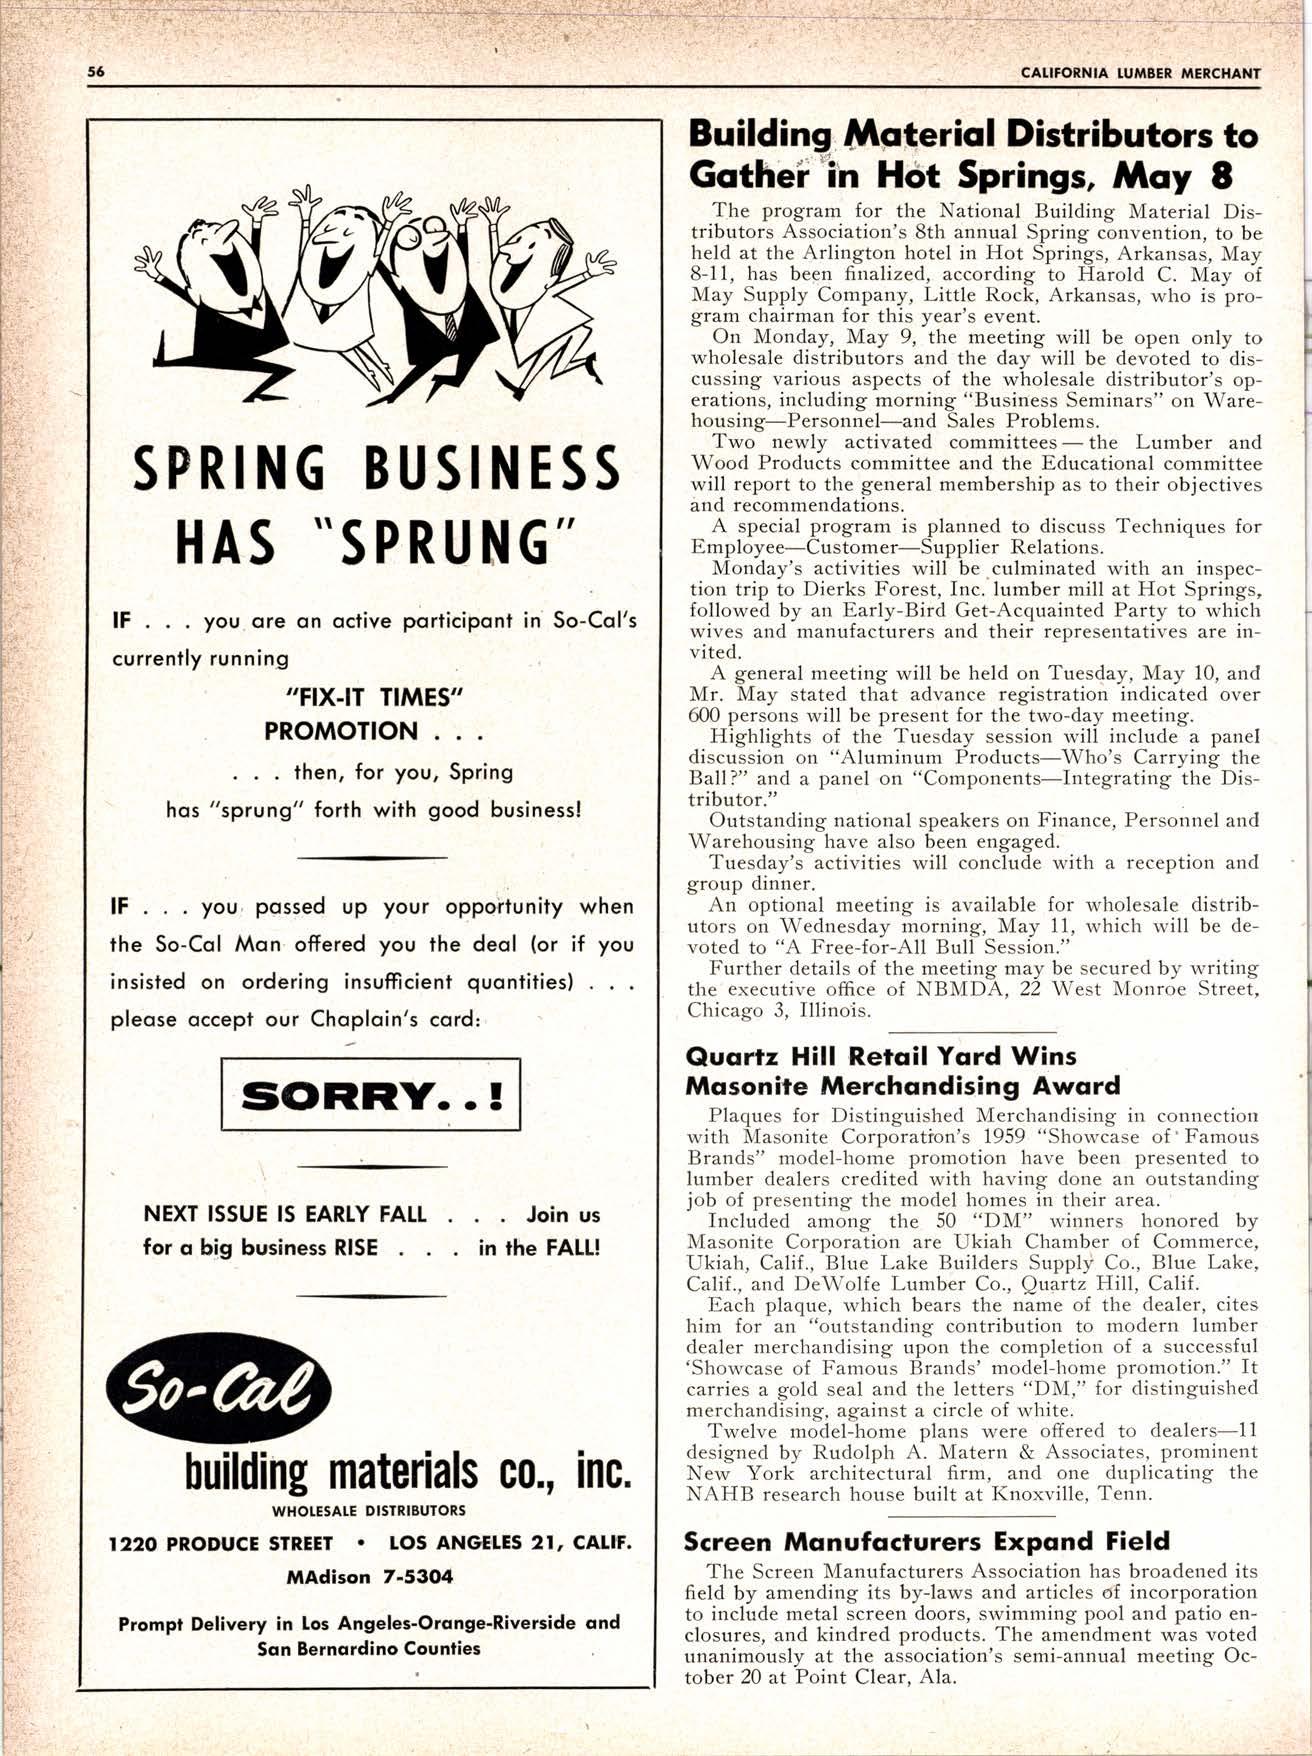 56
CALIFORNIA LUMBER MERCHANT
SPRING BUSINESS
HAS "SPRUNG"
IF . . . you are an active participant in So-Cal's
currently running
"FIX-IT TIMES"
PROMOTION . . .
. . . then, for you, Spring
has "sprung" forth with good business!
IF . . . you passed up your opportunity when
the So-Cal Man offered you the deal (or if you
insisted on ordering insufficient quantities) . . .
please accept our Chaplain's card:
SORRY. . !
NEXT ISSUE IS EARLY FALL . . . Join us
for a big business RISE . . . in the FALL!
So-Cal
building materials co., inc.
WHOLESALE DISTRIBUTORS
1220 PRODUCE STREET • LOS ANGELES 21, CALIF.
MAdison 7-5304
Prompt Delivery in Los Angeles-Orange-Riverside and
San Bernardino Counties
Building Material Distributors to
Gather in Hot Springs, May 8
The program for the National Building Material Dis-
tributors Association's 8th annual Spring convention, to be
held at the Arlington hotel in Hot Springs, Arkansas, May
8-11, has been finalized, according to Harold C. May of
May Supply Company, Little Rock, Arkansas, who is pro-
gram chairman for this year's event.
On Monday, May 9, the meeting will be open only to
wholesale distributors and the day will be devoted to dis-
cussing various aspects of the wholesale distributor's op-
erations, including morning "Business Seminars" on Ware-
housing—Personnel—and Sales Problems.
Two newly activated committees — the Lumber and
Wood Products committee and the Educational committee
will report to the general membership as to their objectives
and recommendations.
A special program is planned to discuss Techniques for
Employee—Customer—Supplier Relations.
Monday's activities will be culminated with an inspec-
tion trip to Dierks Forest, Inc. lumber mill at Hot Springs,
followed by an Early-Bird Get-Acquainted Party to which
wives and manufacturers and their representatives are in-
vited.
A general meeting will be held on Tuesday, May 10, and
Mr. May stated that advance registration indicated over
600 persons will be present for the two-day meeting.
Highlights of the Tuesday session will include a panel
discussion on "Aluminum Products—Who's Carrying the
Ball?" and a panel on "Components—Integrating the Dis-
tributor."
Outstanding national speakers on Finance, Personnel and
Warehousing have also been engaged.
Tuesday's activities will conclude with a reception and
group dinner.
An optional meeting is available for wholesale distrib-
utors on Wednesday morning, May 11, which will be de-
voted to "A Free-for-All Bull Session."
Further details of the meeting may be secured by writing
the executive office of NBMDA, 22 West Monroe Street,
Chicago 3, Illinois.
Quartz Hill Retail Yard Wins
Masonite Merchandising Award
Plaques for Distinguished Merchandising in connection
with Masonite Corporation's 1959 "Showcase of Famous
Brands" model-home promotion have been presented to
lumber dealers credited with having done an outstanding
job of presenting the model homes in their area.
Included among the 50 "DM" winners honored by
Masonite Corporation are Ukiah Chamber of Commerce,
Ukiah, Calif., Blue Lake Builders Supply Co., Blue Lake,
Calif., and DeWolfe Lumber Co., Quartz Hill, Calif.
Each plaque, which bears the name of the dealer, cites
him for an "outstanding contribution to modern lumber
dealer merchandising upon the completion of a successful
'Showcase of Famous Brands' model-home promotion." It
carries a gold seal and the letters "DM," for distinguished
merchandising, against a circle of white.
Twelve model-home plans were offered to dealers—11
designed by Rudolph A. Matern & Associates, prominent
New York architectural firm, and one duplicating the
NAHB research house built at Knoxville, Tenn.
Screen Manufacturers Expand Field
The Screen Manufacturers Association has broadened its
field by amending its by-laws and articles of incorporation
to include metal screen doors, swimming pool and patio en-
closures, and kindred products. The amendment was voted
unanimously at the association's semi-annual meeting Oc-
tober 20 at Point Clear, Ala.